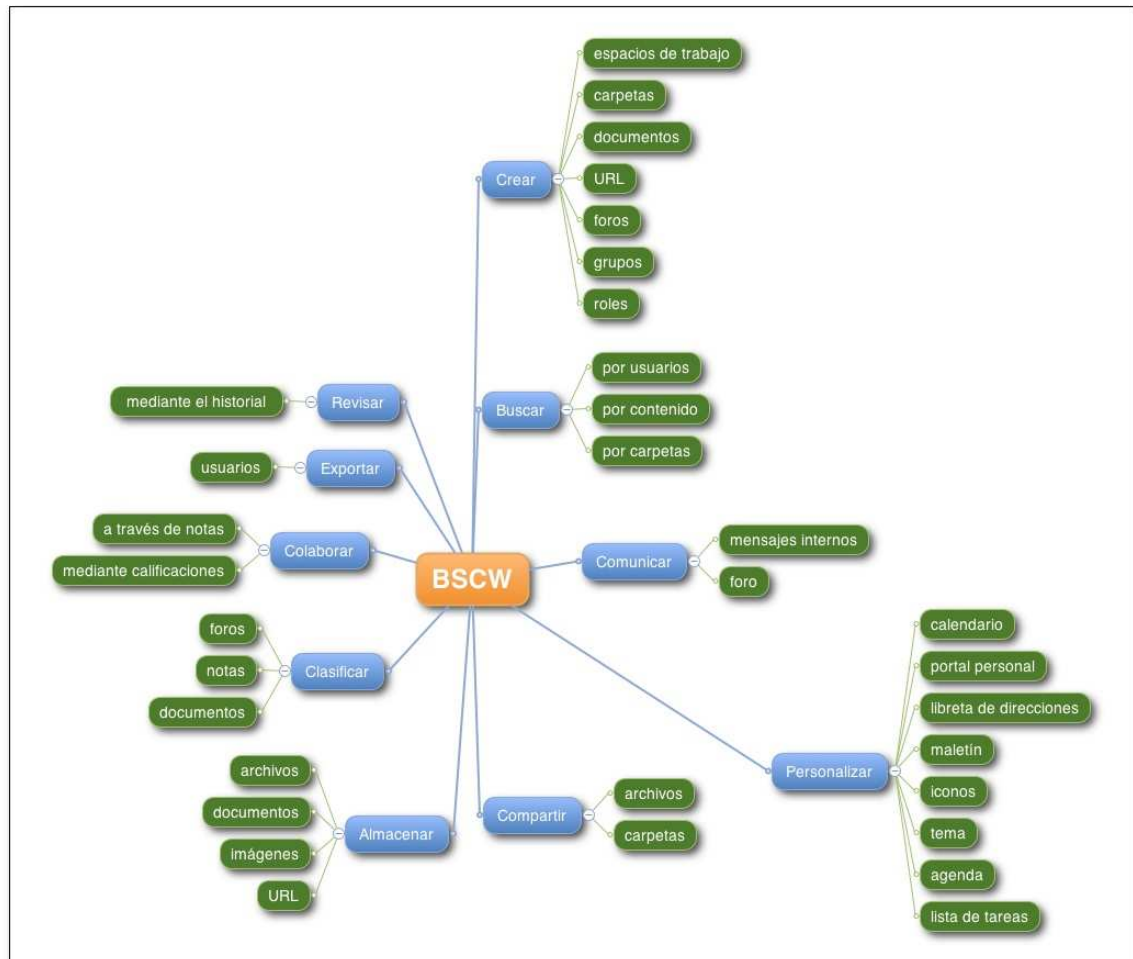 espacios de trabajo
carpetas
documentos
Crear
URL
foros
grupos
roles
por usuarios
mediante el historial
Revisar
Buscar
por contenido
por carpetas
usuarios
Exportar
a través de notas
Colaborar
mediante calificaciones
BSCW
Comunicar
mensajes internos
foro
foros
notas
Clasificar
documentos
calendario
portal personal
libreta de direcciones
Personalizar
maletín
iconos
tema
agenda
lista de tareas
archivos
documentos
Almacenar
imágenes
URL
Compartir
archivos
carpetas